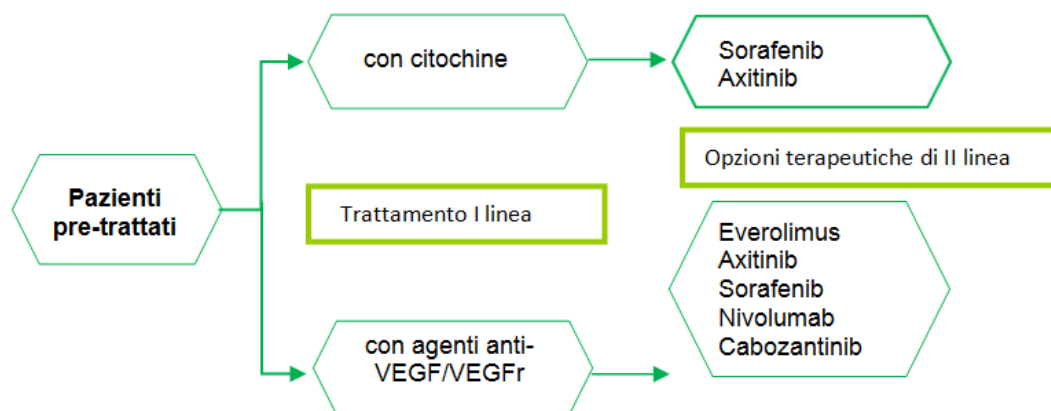 con citochine
Sorafenib
Axitinib
Opzioni terapeutiche di II linea
Pazienti
pre-trattati
Trattamento I linea
Everolimus
Axitinib
Sorafenib
Nivolumab
Cabozantinib
con agenti anti-
VEGF/VEGFr